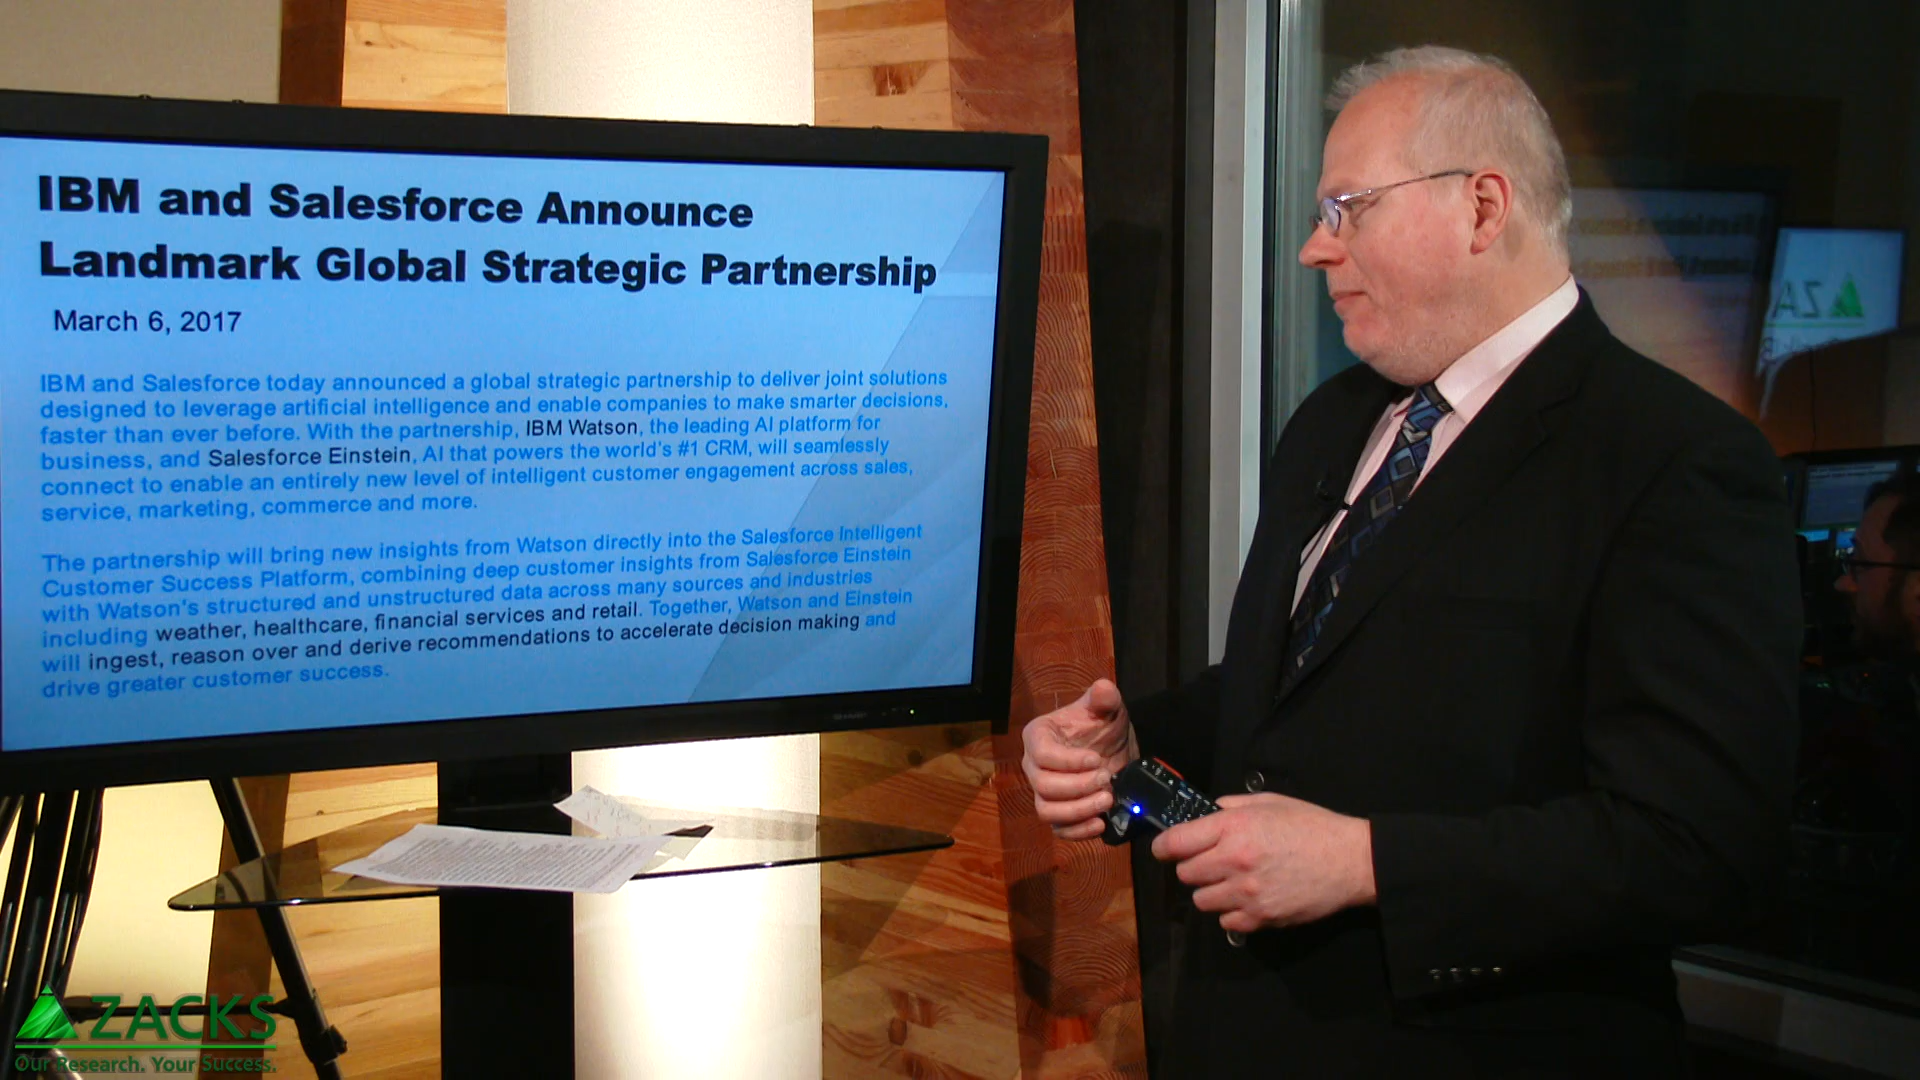 IBM and Salesforce Announce
Landmark Global Strategic Partnership
March 6, 2017
IBM and Salesforce today announced a global strategic partnership to deliver joint solutions
designed to leverage artificial intelligence and enable companies to make smarter decisions,
faster than ever before. With the partnership, IBM Watson, the leading AI platform for
business, and Salesforce Einstein, AI that powers the world's #1 CRM, will seamlessly
connect to enable an entirely new level of intelligent customer engagement across sales,
service, marketing, commerce and more.
The partnership will bring new insights from Watson directly into the Salesforce Intelligent
Customer Success Platform, combining deep customer insights from Salesforce Einstein
with Watson's structured and unstructured data across many sources and industries
including weather, healthcare, financial services and retail. Together, Watson and Einstein
will ingest, reason over and derive recommendations to accelerate decision making and
drive greater customer success.
ZACKS
Our Research. Your Success.